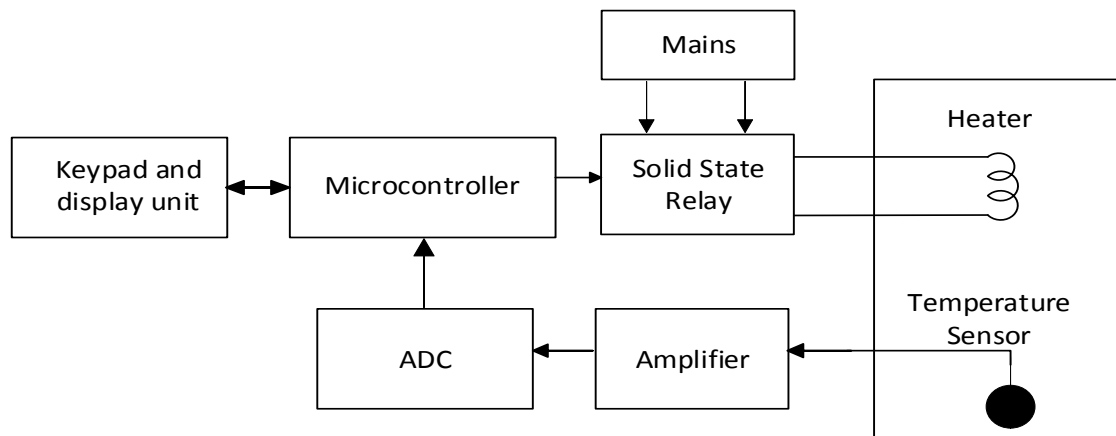 Mains
Heater
Keypad and
display unit
Microcontroller
Solid State
Relay
Temperature
Sensor
ADC
Amplifier